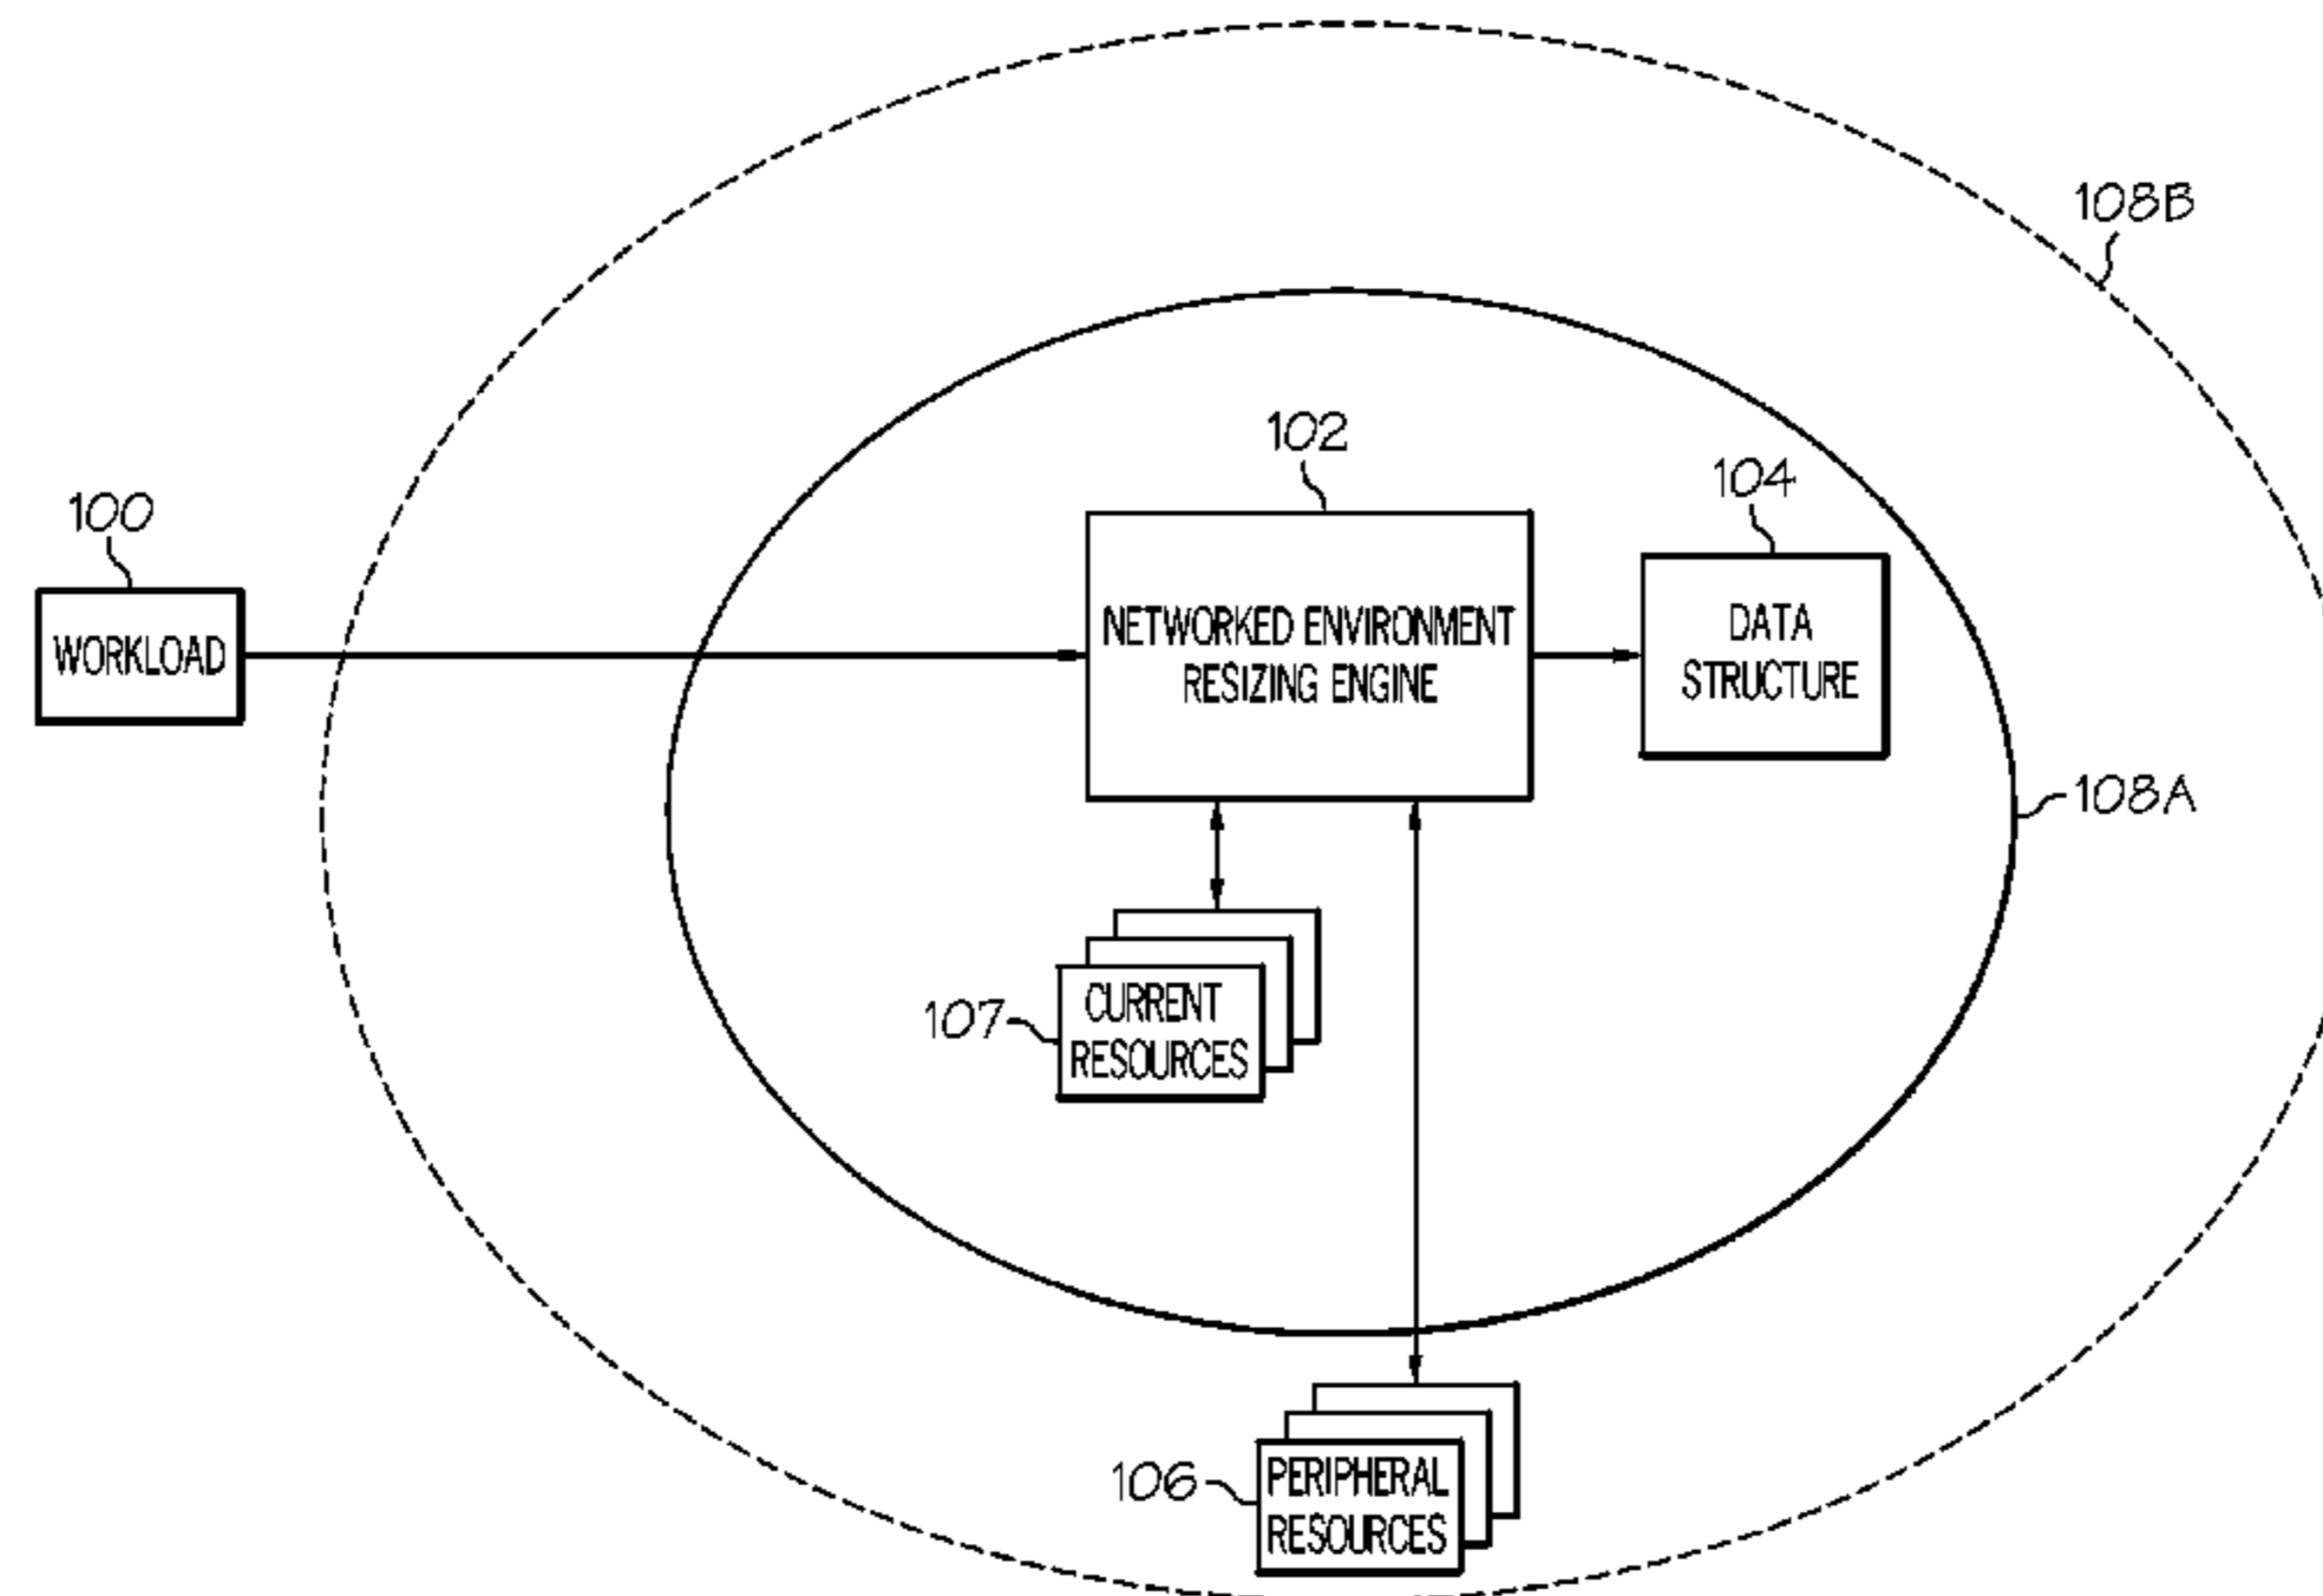 108B
102
104
100
NETWORKED ENVIRONMENT
RESIZING ENGINE
DATA
STRUCTURE
WORKLOAD
108A
107
CURRENT
RESOURCES
106
PERIPHERAL
RESOURCES